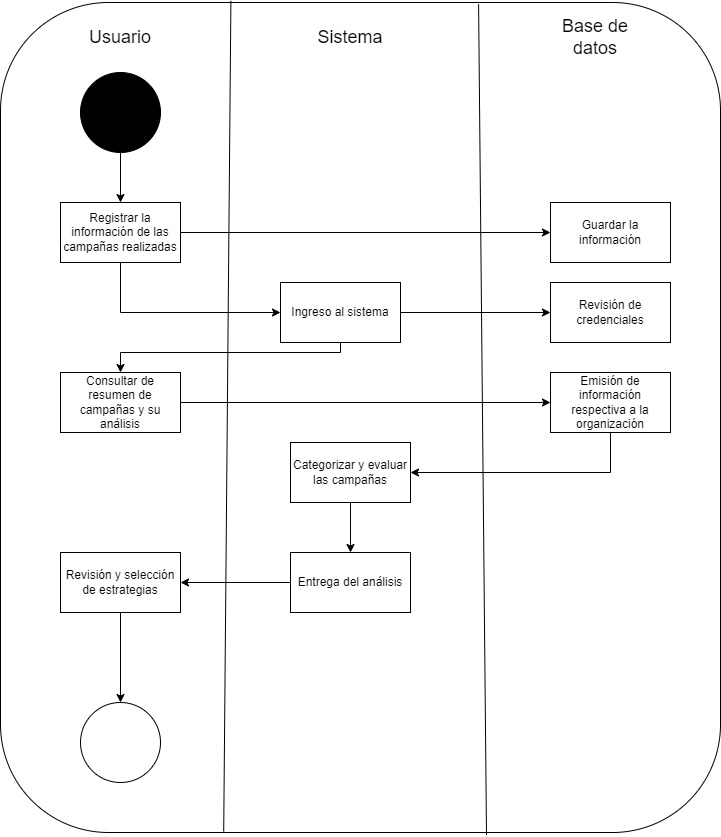 Usuario
Sistema
Base de
datos
Registrar la
información de las
campañas realizadas
Guardar la
información
Ingreso al sistema
Revisión de
credenciales
Consultar de
resumen de
campañas y su
análisis
Emisión de
información
respectiva a la
organización
Categorizar y evaluar
las campañas
Revisión y selección
de estrategias
Entrega del análisis